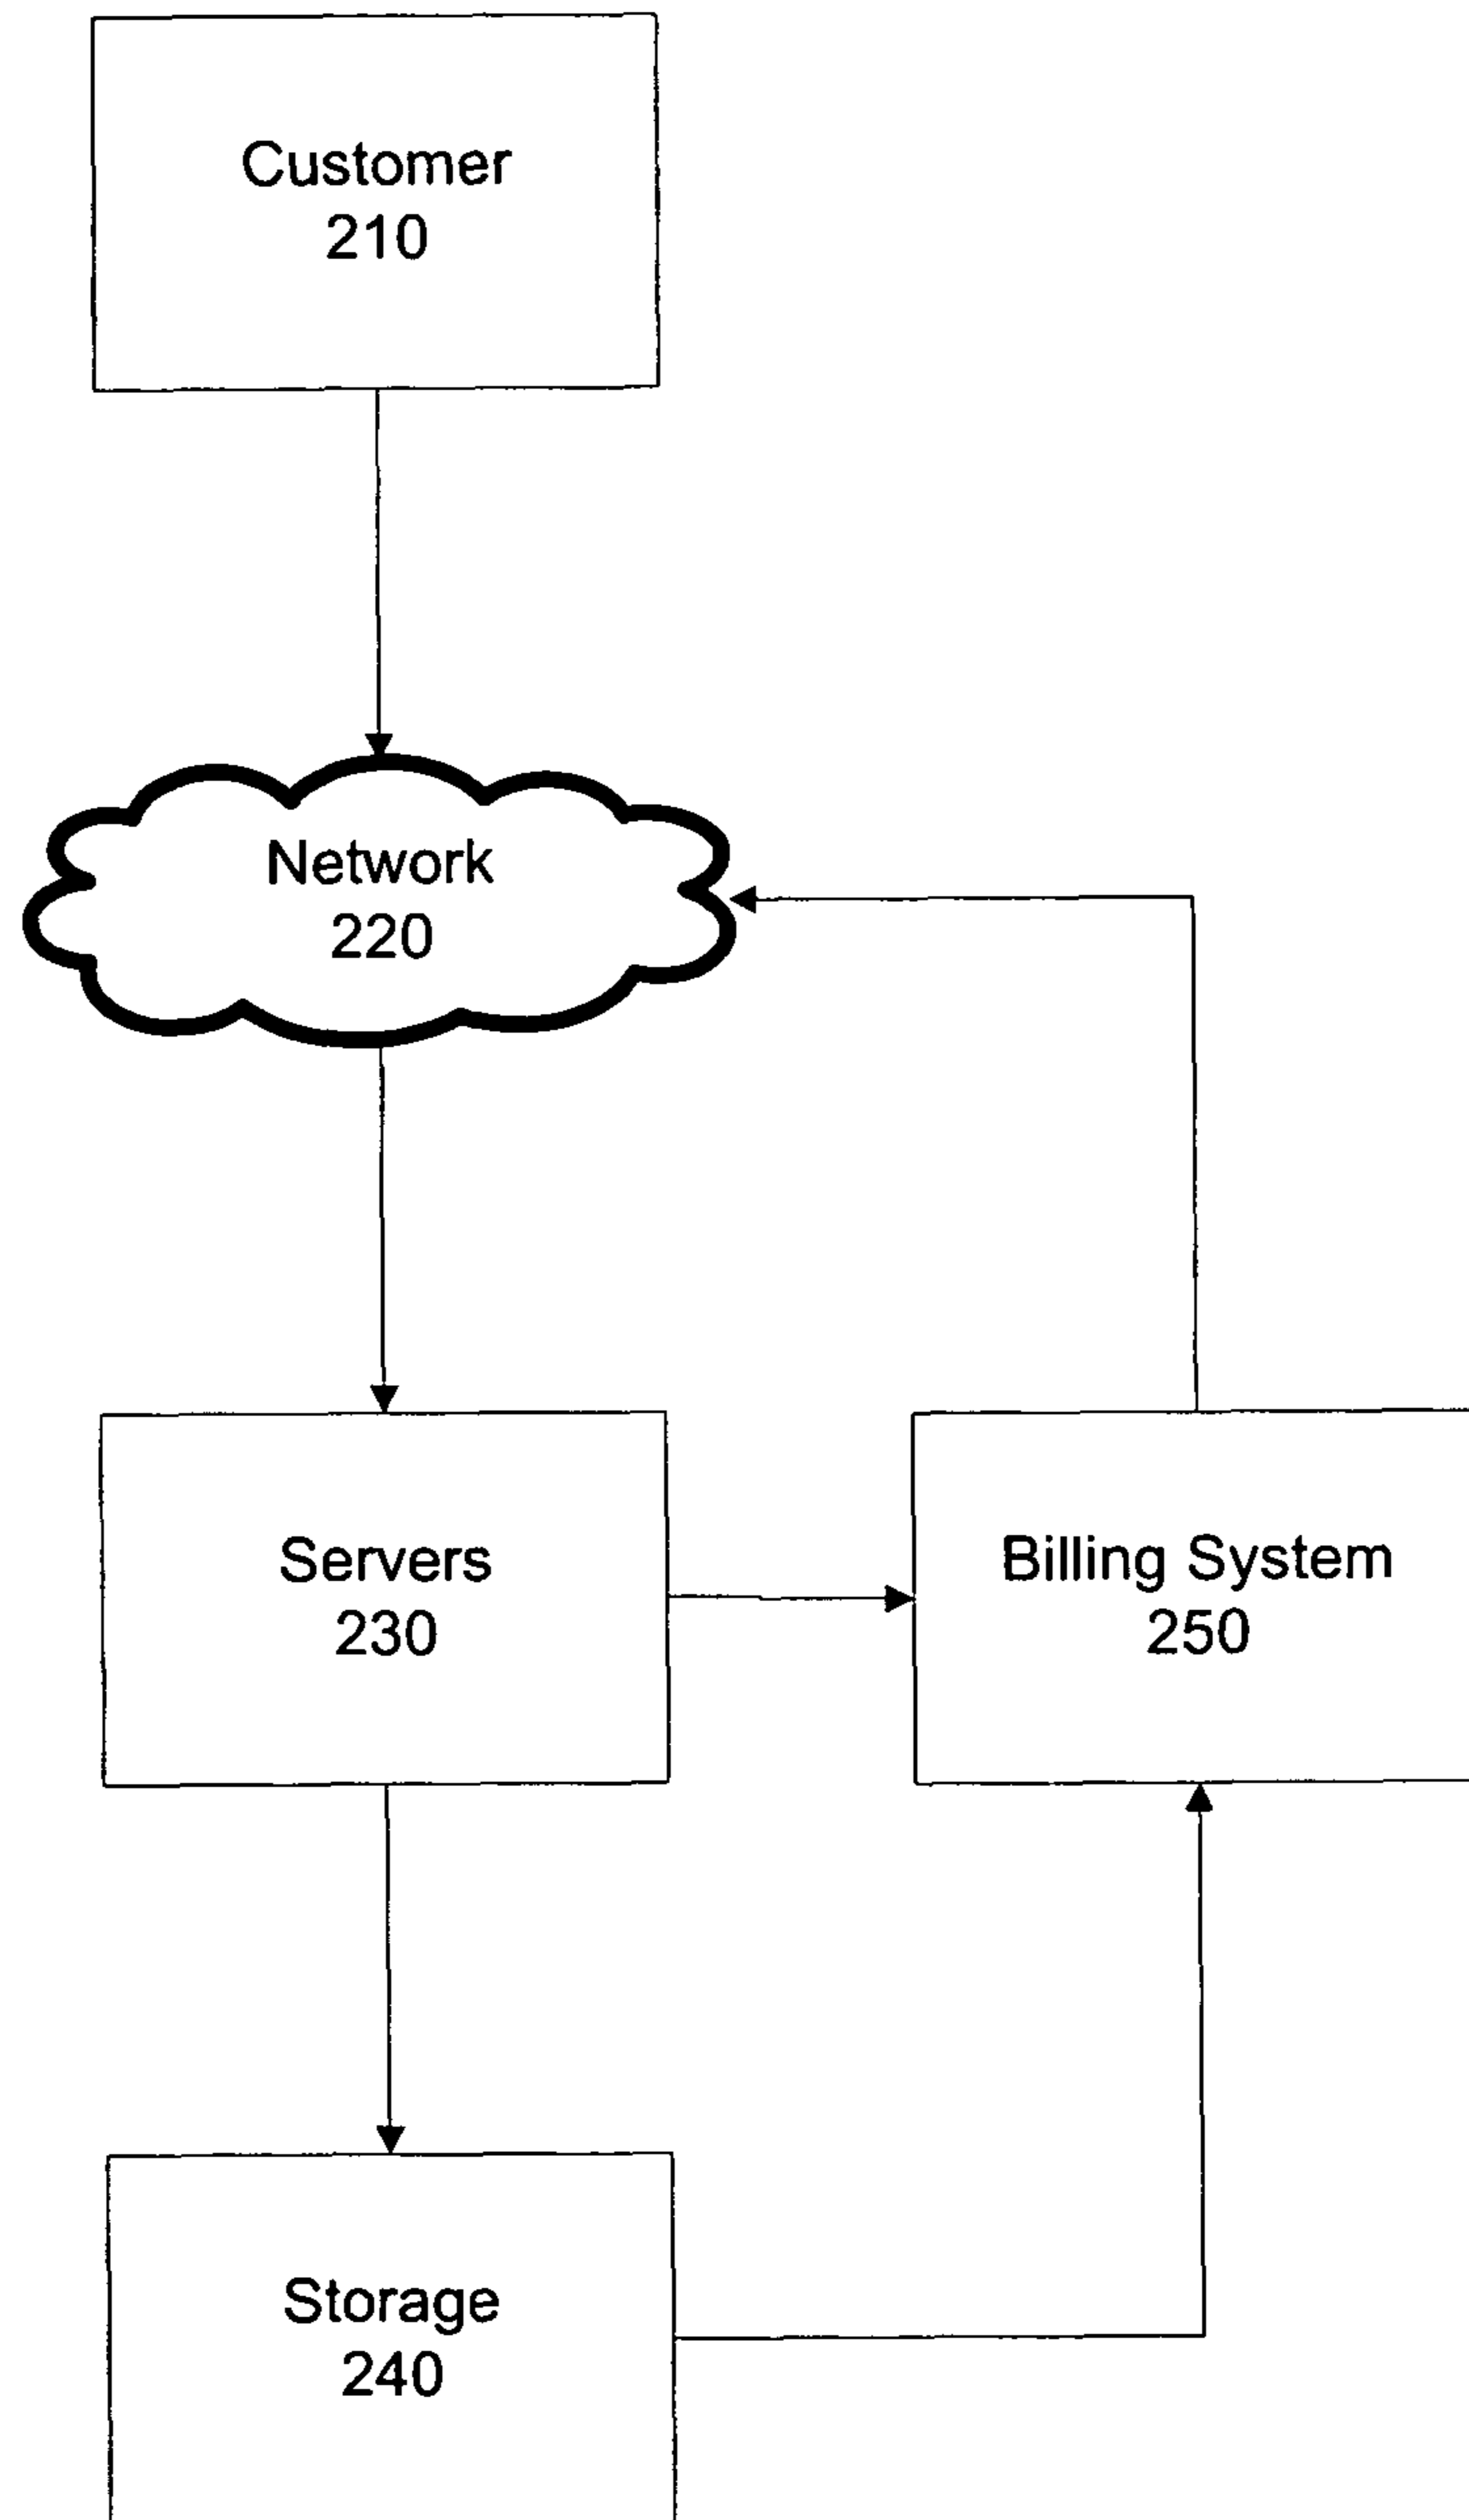 Customer
210
Network
220
Servers
230
Billing System
250
Storage
240